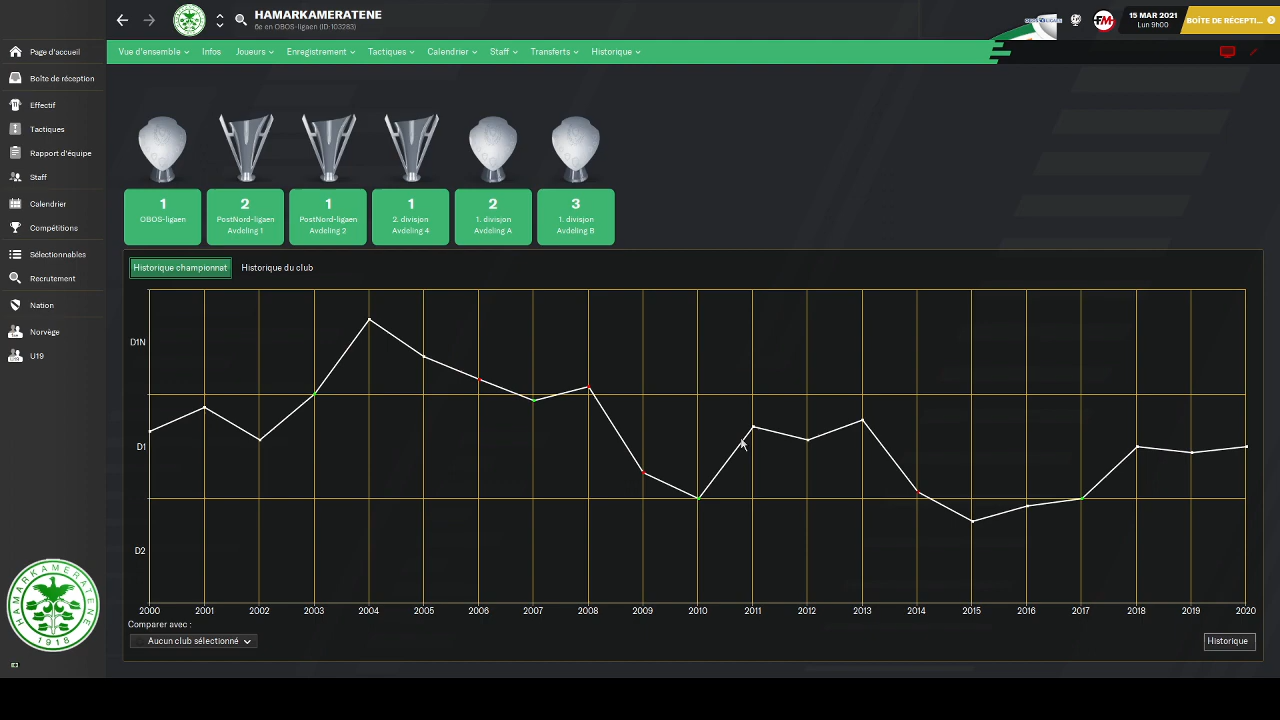 HAMARKAMERATENE
6e en OBOS-ligaen (ID-103283)
15 MAR 2021
Lun 9h00
BOÎTE DE RÉCEPTI...
Page d'accueil
Vue d'ensemble
Infos
Joueurs
Enregistrement
Tactiques
Calendrier
Staff
Transferts
Historique
Boîte de réception
Effectif
Tactiques
Rapport d'équipe
Staff
Calendrier
Compétitions
Sélectionnables
Recrutement
Nation
Norvège
U19
1
OBOS-ligaen
2
PostNord-ligaen
Avdeling 1
1
PostNord-ligaen
Avdeling 2
1
2. divisjon
Avdeling 4
2
1. divisjon
Avdeling A
3
1. divisjon
Avdeling B
Historique championnat
Historique du club
D1N
D1
D2
2000 2001 2002 2003 2004 2005 2006 2007 2008 2009 2010 2011 2012 2013 2014 2015 2016 2017 2018 2019 2020
Comparer avec :
Aucun club sélectionné
Historique
HAMARKAMERATENE
1918